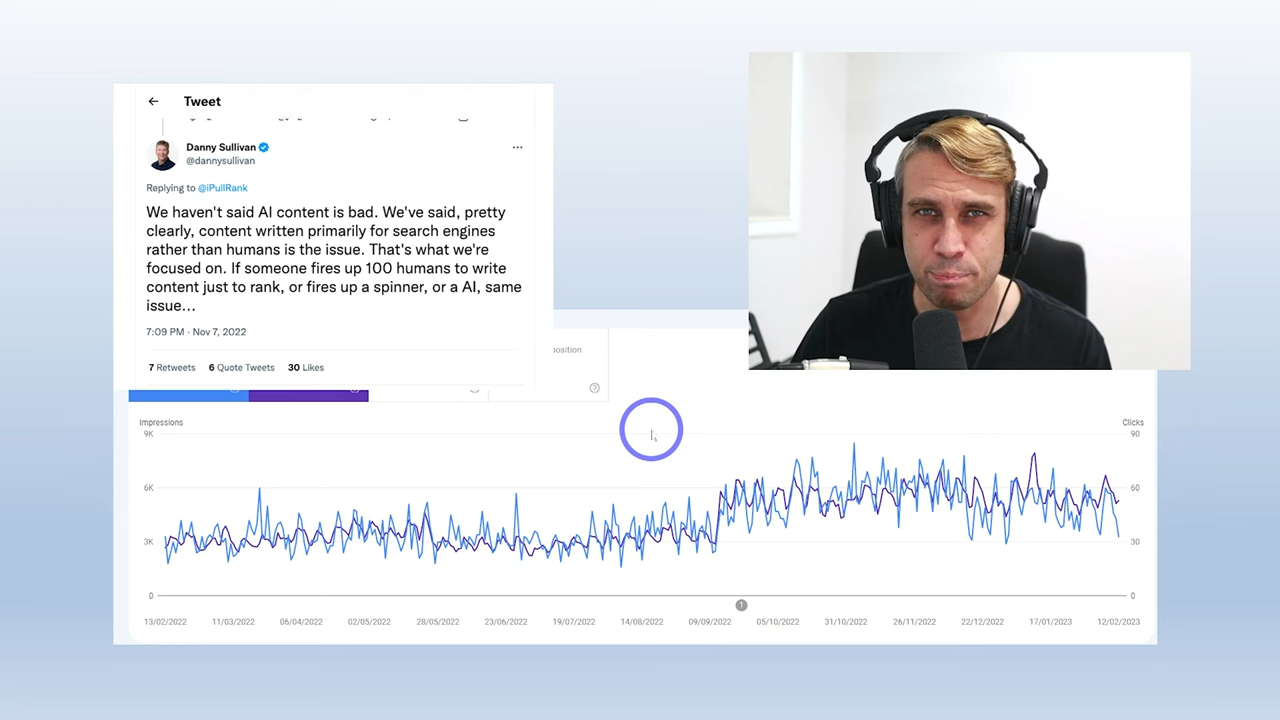 Tweet
Danny Sullivan
@dannysullivan
Replying to @iPullRank
We haven't said AI content is bad. We've said, pretty
clearly, content written primarily for search engines
rather than humans is the issue. That's what we're
focused on. If someone fires up 100 humans to write
content just to rank, or fires up a spinner, or a AI, same
issue...
7:09 PM · Nov 7, 2022
7 Retweets 6 Quote Tweets 30 Likes
position
Impressions Clicks
9K 90
6K 60
3K 30
0 0
1
13/02/2022 11/03/2022 06/04/2022 02/05/2022 28/05/2022 23/06/2022 19/07/2022 14/08/2022 09/09/2022 05/10/2022 31/10/2022 26/11/2022 22/12/2022 17/01/2023 12/02/2023